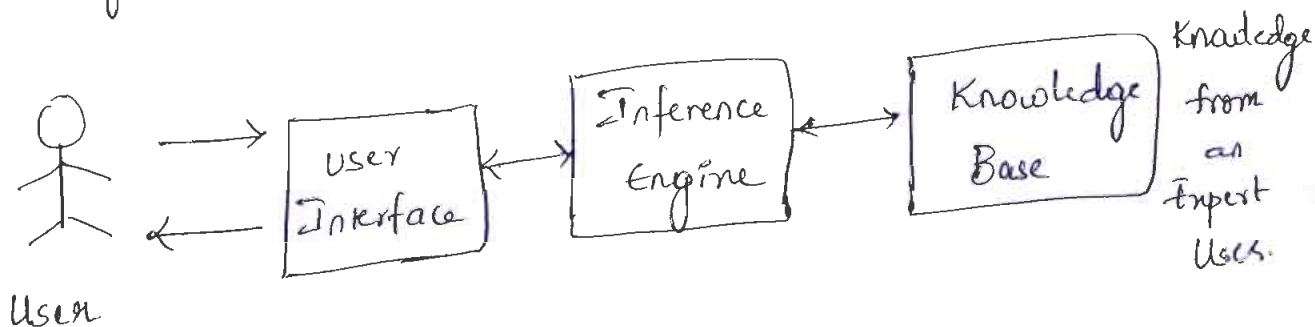 User
User
Interface
Inference
Engine
Knowledge
Base
Knowledge
from
an
Expert
User